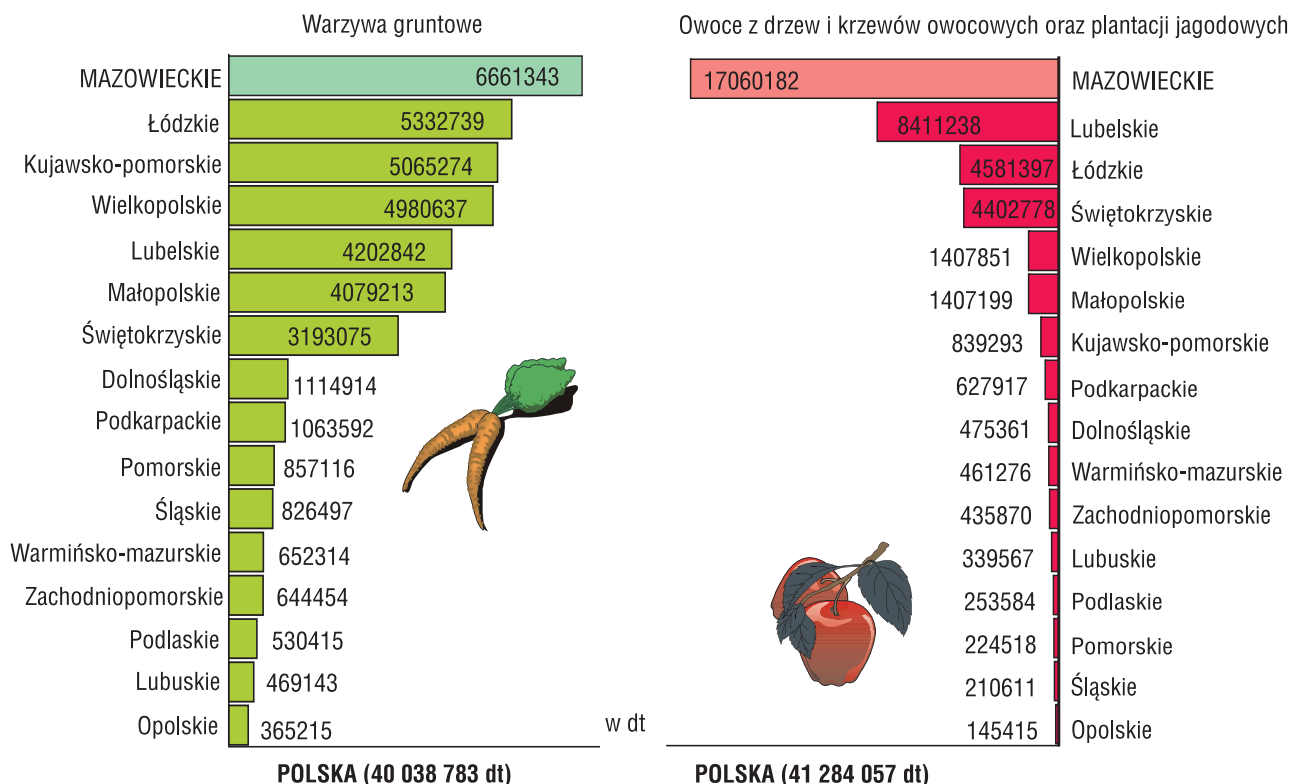 Warzywa gruntowe
MAZOWIECKIE 6661343
Łódzkie 5332739
Kujawsko-pomorskie 5065274
Wielkopolskie 4980637
Lubelskie 4202842
Małopolskie 4079213
Świętokrzyskie 3193075
Dolnośląskie 1114914
Podkarpackie 1063592
Pomorskie 857116
Śląskie 826497
Warmińsko-mazurskie 652314
Zachodniopomorskie 644454
Podlaskie 530415
Lubuskie 469143
Opolskie 365215
POLSKA (40 038 783 dt)
w dt
Owoce z drzew i krzewów owocowych oraz plantacji jagodowych
17060182 MAZOWIECKIE
8411238 Lubelskie
4581397 Łódzkie
4402778 Świętokrzyskie
1407851 Wielkopolskie
1407199 Małopolskie
839293 Kujawsko-pomorskie
627917 Podkarpackie
475361 Dolnośląskie
461276 Warmińsko-mazurskie
435870 Zachodniopomorskie
339567 Lubuskie
253584 Podlaskie
224518 Pomorskie
210611 Śląskie
145415 Opolskie
POLSKA (41 284 057 dt)